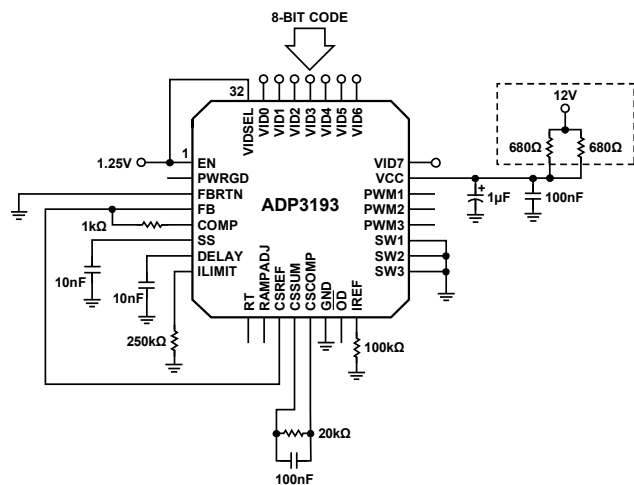 8-BIT CODE
32
VIDSEL
VID0
VID1
VID2
VID3
VID4
VID5
VID6
12V
680Ω
680Ω
1.25V
1
EN
PWRGD
FBRTN
FB
COMP
SS
DELAY
ILIMIT
ADP3193
VID7
VCC
PWM1
PWM2
PWM3
SW1
SW2
SW3
1µF
+
100nF
1kΩ
10nF
10nF
250kΩ
RT
RAMPADJ
CSREF
CSSUM
CSCOMP
GND
OD
IREF
100kΩ
20kΩ
100nF